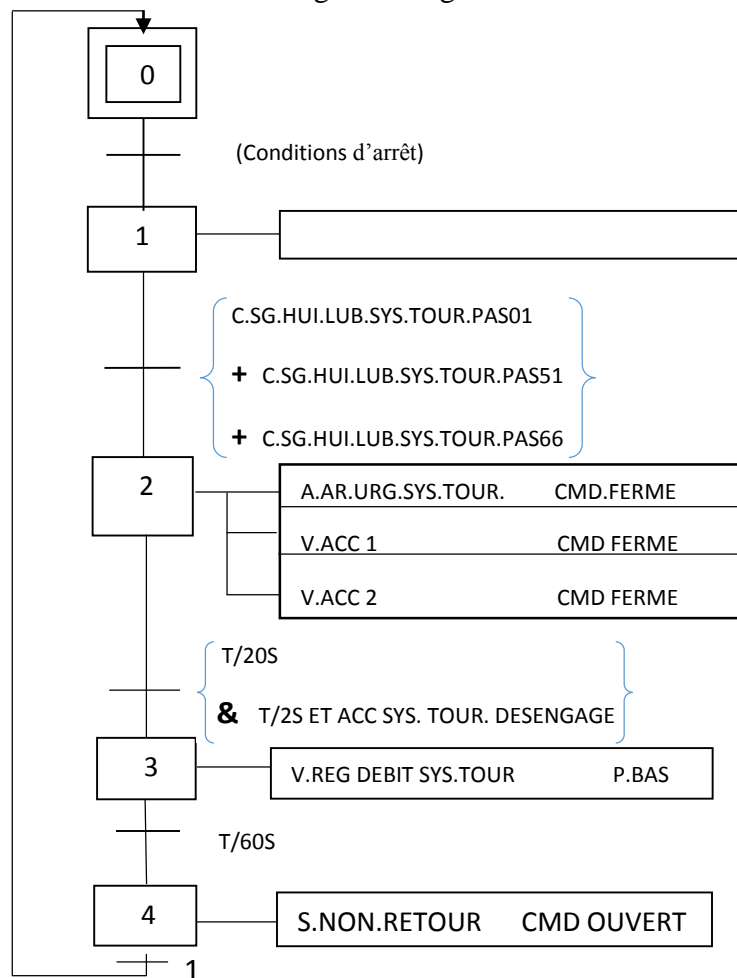 0
(Conditions d'arrêt)
1
C.SG.HUI.LUB.SYS.TOUR.PAS01
+ C.SG.HUI.LUB.SYS.TOUR.PAS51
+ C.SG.HUI.LUB.SYS.TOUR.PAS66
2
A.AR.URG.SYS.TOUR. CMD.FERME
V.ACC 1 CMD FERME
V.ACC 2 CMD FERME
T/20S
& T/2S ET ACC SYS. TOUR. DESENGAGE
3
V.REG DEBIT SYS.TOUR P.BAS
T/60S
4
S.NON.RETOUR CMD OUVERT
1